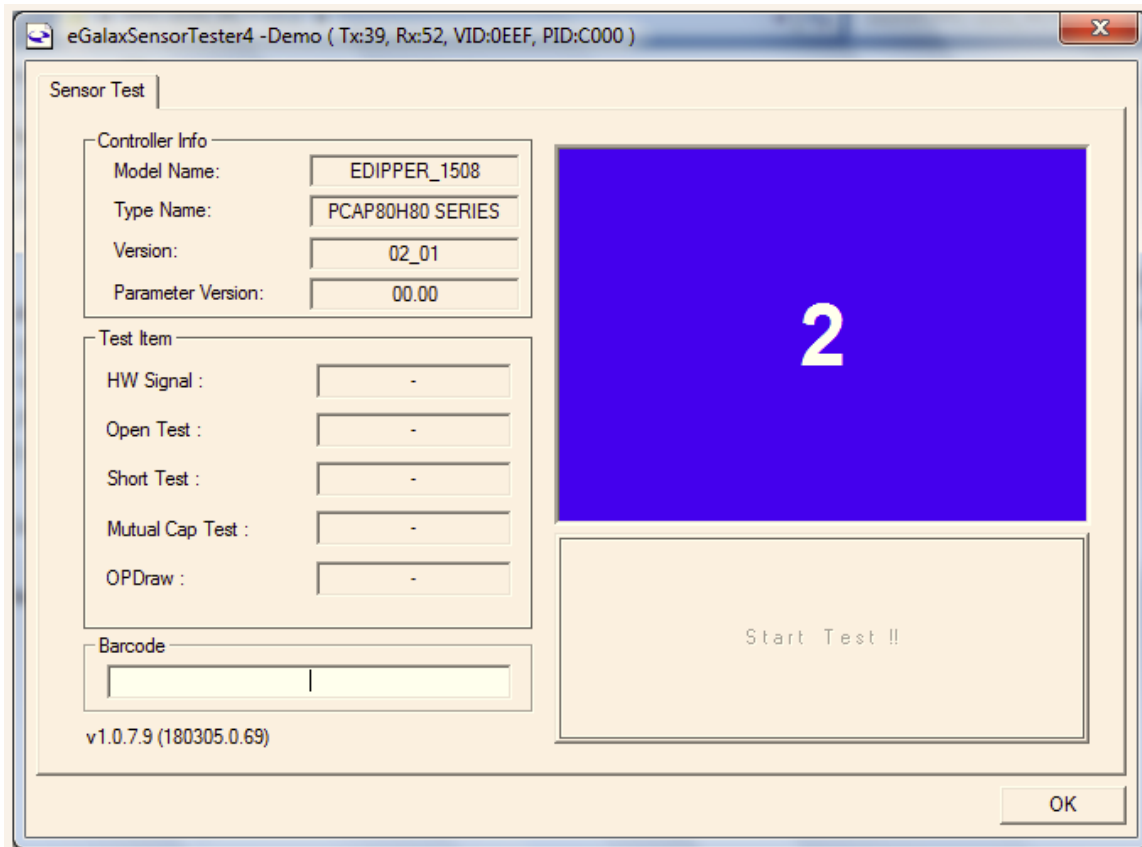 eGalaxSensorTester4 -Demo ( Tx:39, Rx:52, VID:0EEF, PID:C000 )
Sensor Test
Controller Info
Model Name: EDIPPER_1508
Type Name: PCAP80H80 SERIES
Version: 02_01
Parameter Version: 00.00
Test Item
HW Signal : -
Open Test : -
Short Test : -
Mutual Cap Test : -
OPDraw : -
Barcode
v1.0.7.9 (180305.0.69)
2
Start Test !!
OK